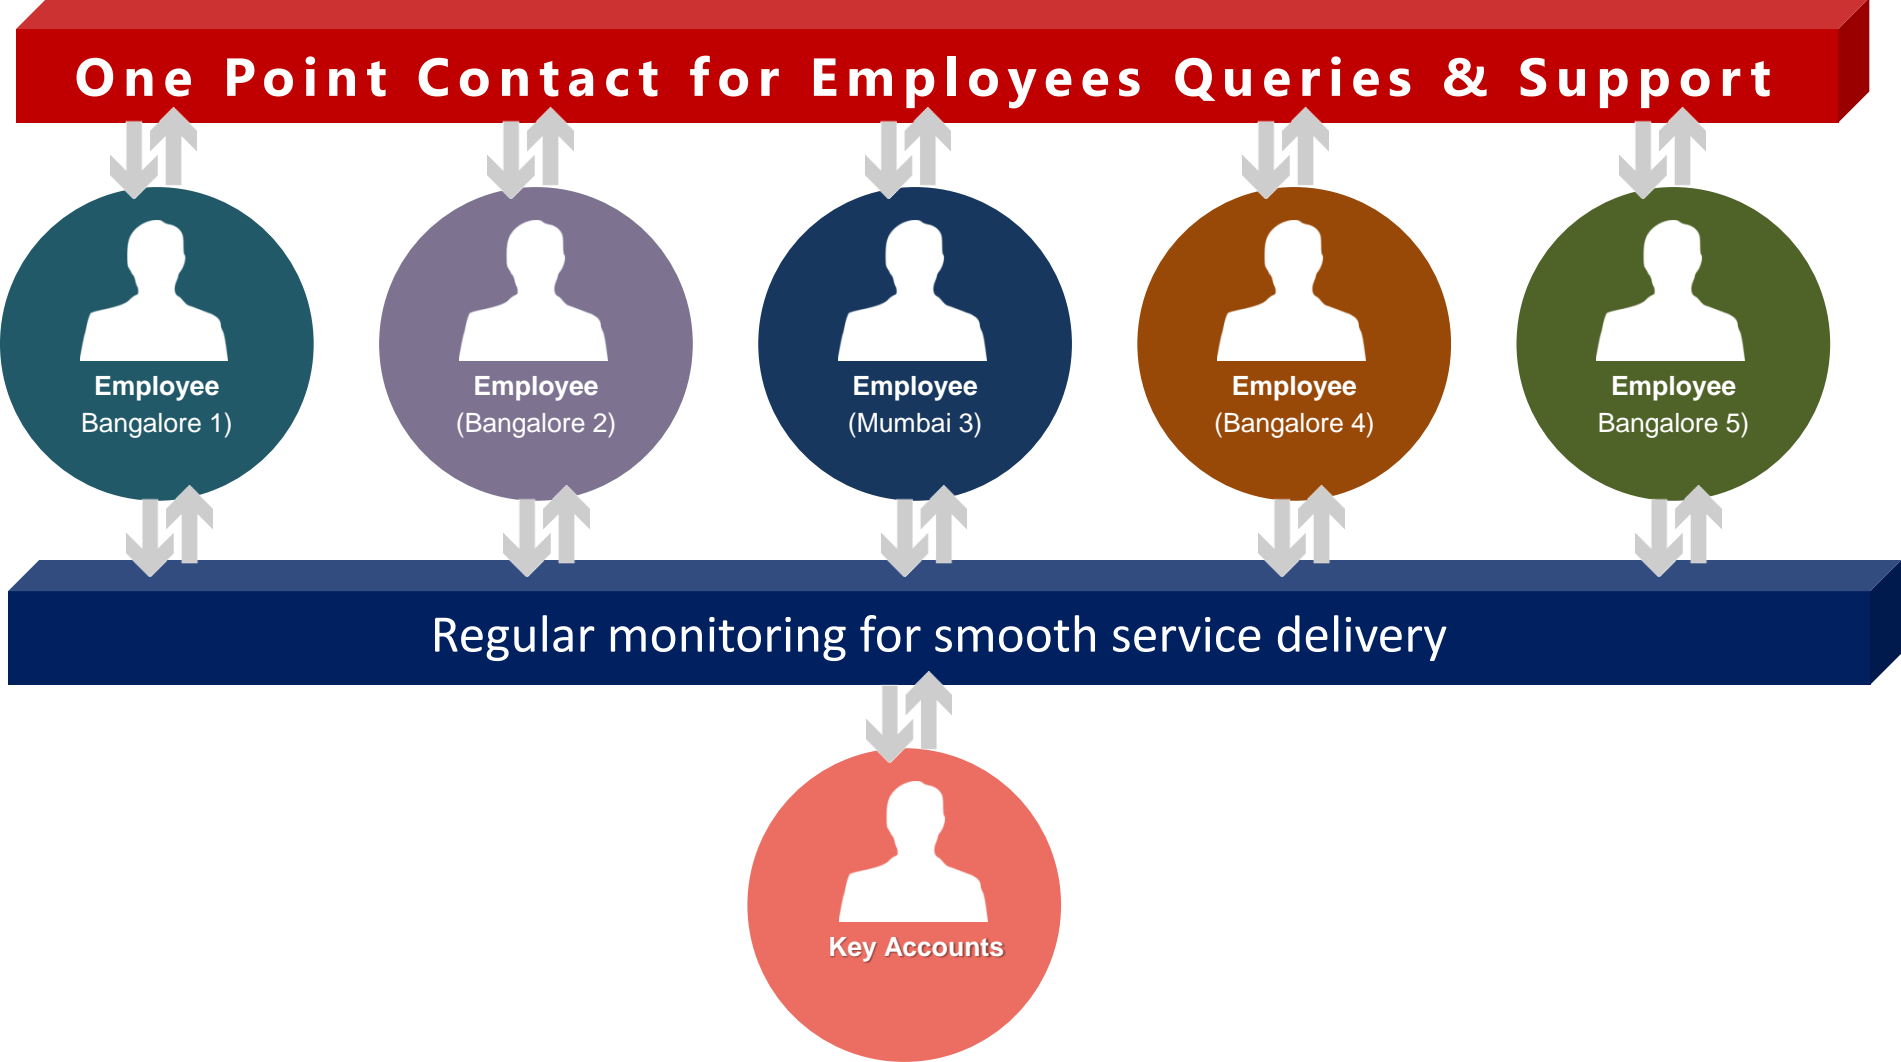 One Point Contact for Employees Queries & Support
Employee
Bangalore 1)
Employee
(Bangalore 2)
Employee
(Mumbai 3)
Employee
(Bangalore 4)
Employee
Bangalore 5)
Regular monitoring for smooth service delivery
Key Accounts